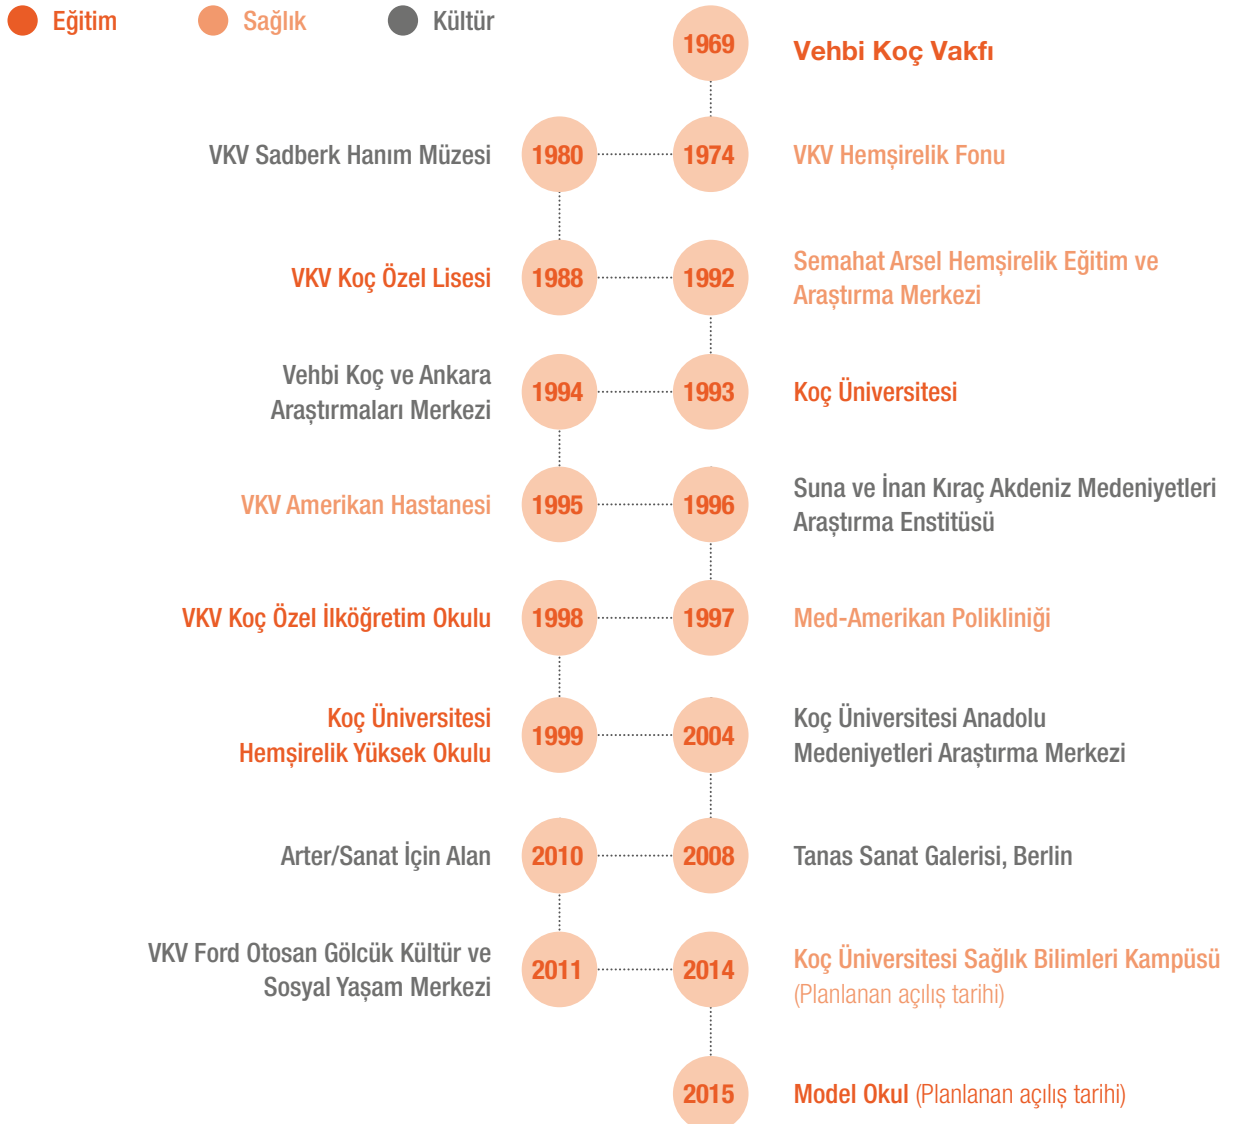 Eğitim
Sağlık
Kültür
1969
Vehbi Koç Vakfı
VKV Sadberk Hanım Müzesi
1980
1974
VKV Hemşirelik Fonu
VKV Koç Özel Lisesi
1988
1992
Semahat Arsel Hemşirelik Eğitim ve
Araştırma Merkezi
Vehbi Koç ve Ankara
Araştırmaları Merkezi
1994
1993
Koç Üniversitesi
VKV Amerikan Hastanesi
1995
1996
Suna ve İnan Kıraç Akdeniz Medeniyetleri
Araştırma Enstitüsü
VKV Koç Özel İlköğretim Okulu
1998
1997
Med-Amerikan Polikliniği
Koç Üniversitesi
Hemşirelik Yüksek Okulu
1999
2004
Koç Üniversitesi Anadolu
Medeniyetleri Araştırma Merkezi
Arter/Sanat İçin Alan
2010
2008
Tanas Sanat Galerisi, Berlin
VKV Ford Otosan Gölcük Kültür ve
Sosyal Yaşam Merkezi
2011
2014
Koç Üniversitesi Sağlık Bilimleri Kampüsü
(Planlanan açılış tarihi)
2015
Model Okul (Planlanan açılış tarihi)